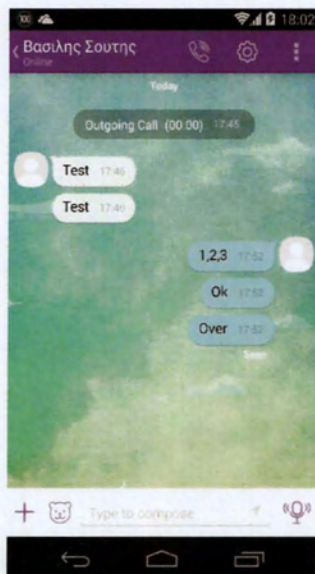 18:02
Βασιλης Σουτης
Online
Today
Outgoing Call (00:00) 17:45
Test 17:46
Test 17:46
1,2,3 17:52
Ok 17:52
Over 17:52
Seen
Type to compose